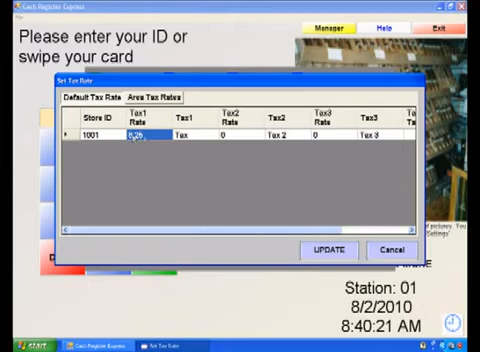 Cash Register Express
Manager
Help
Exit
Please enter your ID or
swipe your card
Set Tax Rate
Default Tax Rate
Area Tax Rates
Store ID
Tax1 Rate
Tax1
Tax2 Rate
Tax2
Tax3 Rate
Tax3
1001
8.25
Tax
0
Tax 2
0
Tax 3
UPDATE
Cancel
Station: 01
8/2/2010
8:40:21 AM
start
Cash Register Express
Set Tax Rate
8:40 AM